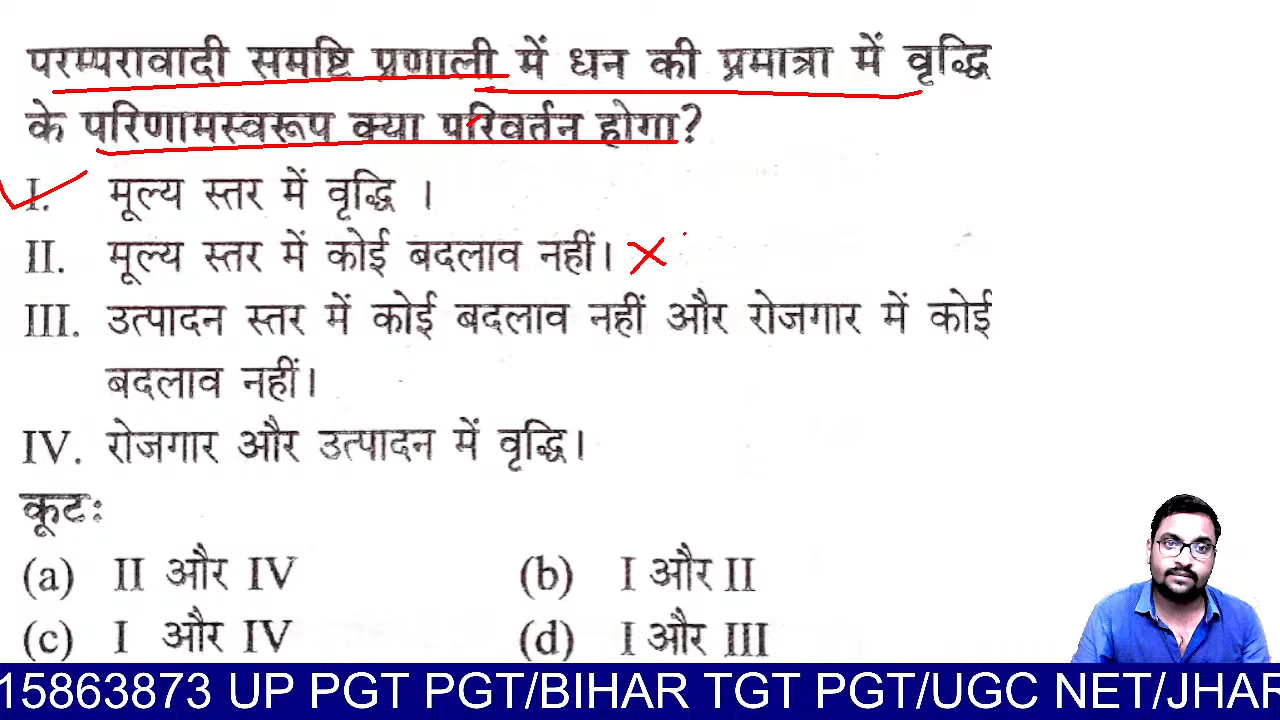 परम्परावादी समष्टि प्रणाली में धन की प्रमात्रा में वृद्धि
के परिणामस्वरूप क्या परिवर्तन होगा?
I. मूल्य स्तर में वृद्धि ।
II. मूल्य स्तर में कोई बदलाव नहीं।
III. उत्पादन स्तर में कोई बदलाव नहीं और रोजगार में कोई
बदलाव नहीं।
IV. रोजगार और उत्पादन में वृद्धि।
कूटः
(a) II और IV (b) I और II
(c) I और IV (d) I और III
15863873 UP PGT PGT/BIHAR TGT PGT/UGC NET/JHAR